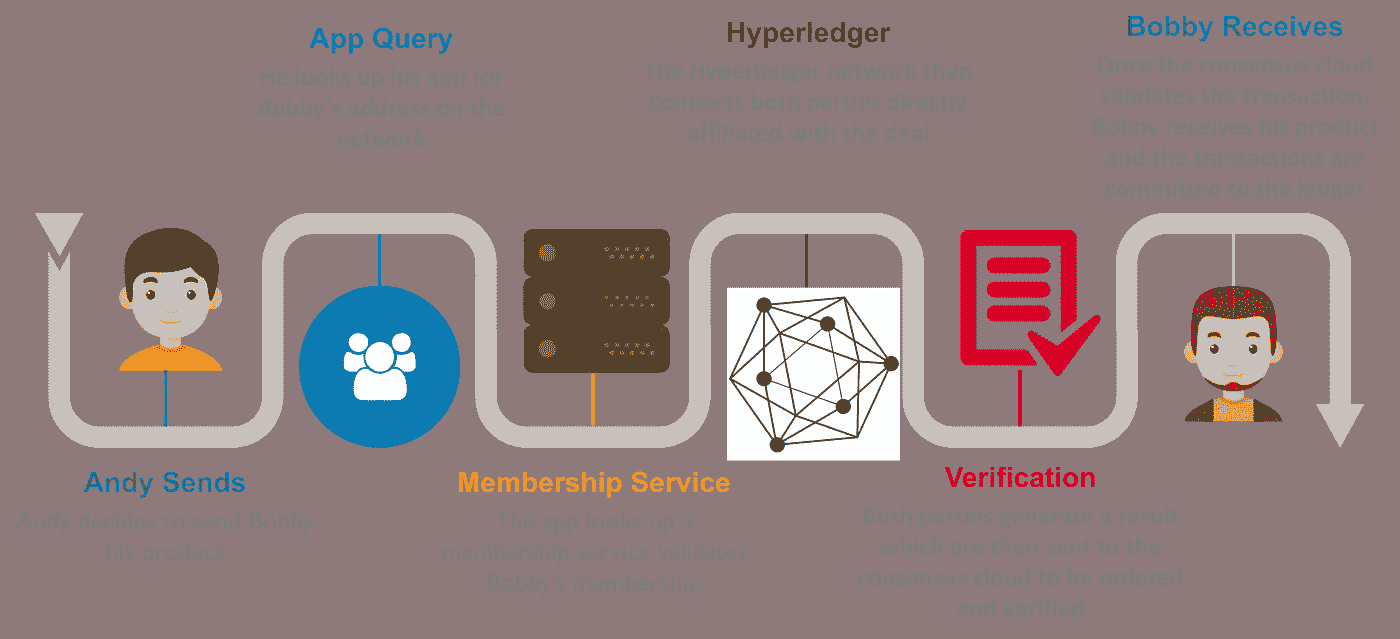 Andy Sends
Andy decides to send Bobby
his product
App Query
He looks up his app for
Bobby's address on the
network
Membership Service
The app looks up a
membership service validates
Bobby's membership
Hyperledger
The Hyperledger network then
connects both parties directly
affiliated with the deal
Verification
Both parties generate a result
which are then sent to the
consensus cloud to be ordered
and verified
Bobby Receives
Once the consensus cloud
validates the transaction,
Bobby receives his product
and the transactions are
committed to the ledger